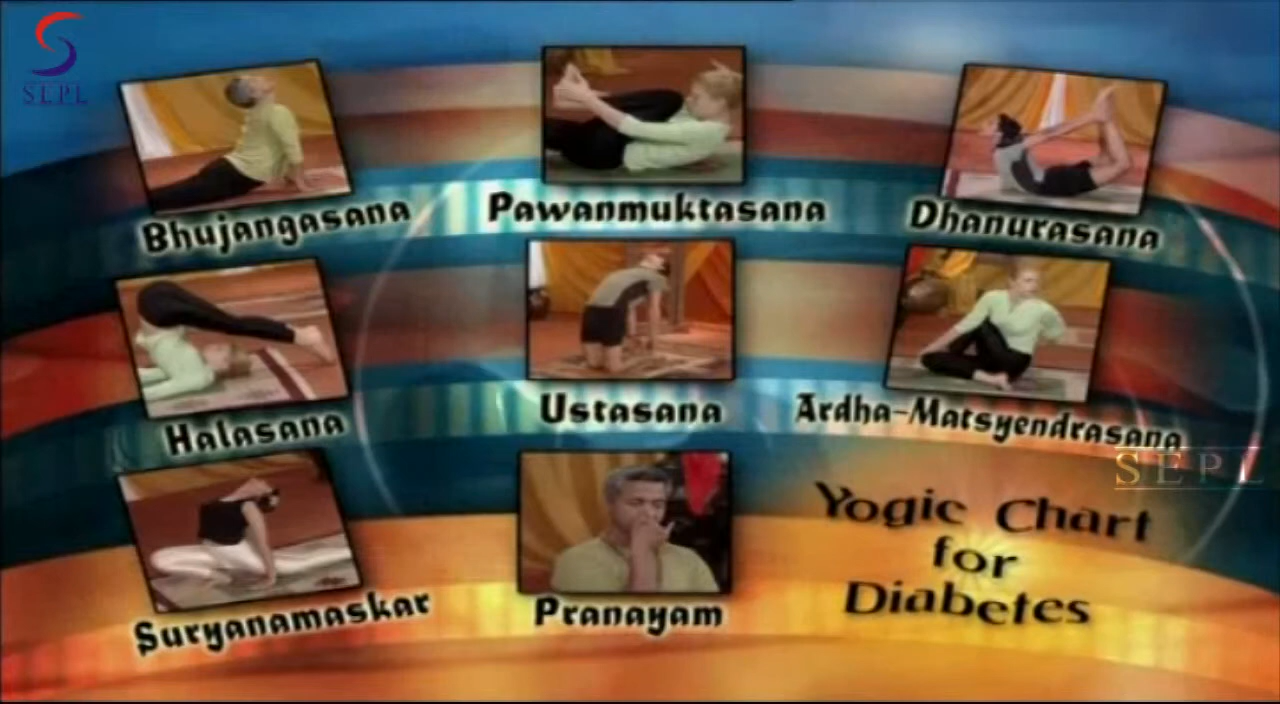 SEPL
Bhujangasana
Pawanmuktasana
Dhanurasana
Halasana
Ustasana
Ardha-Matsyendrasana
SEPL
Suryanamaskar
Pranayam
Yogic Chart
for
Diabetes